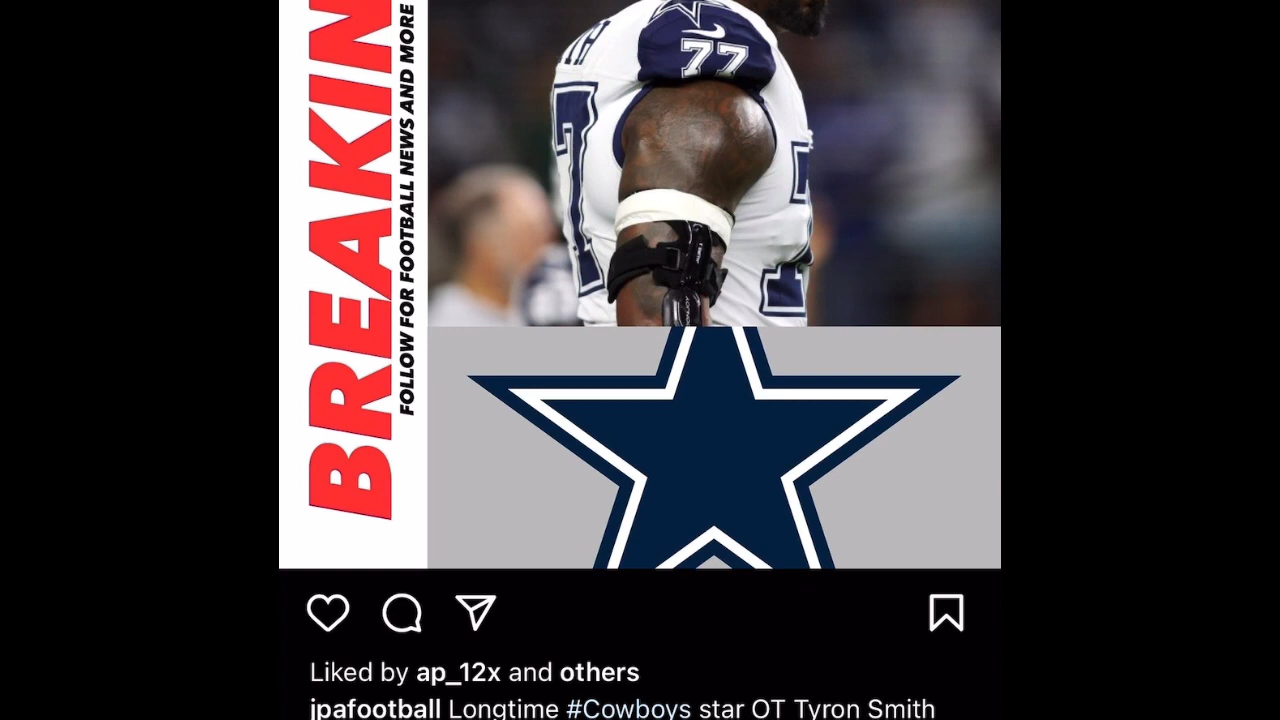 BREAKIN
FOLLOW FOR FOOTBALL NEWS AND MORE
77
7
Liked by ap_12x and others
jpafootball Longtime #Cowboys star OT Tyron Smith